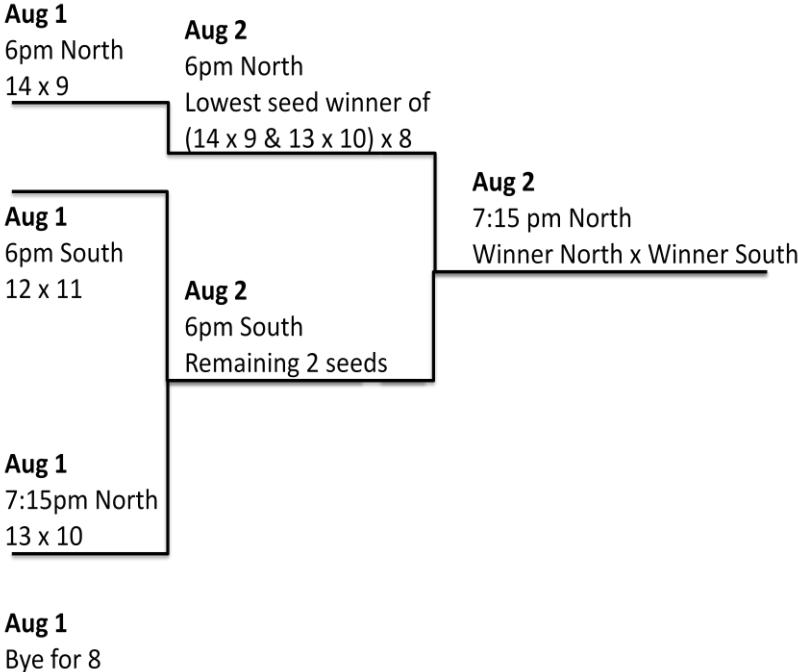 Aug 1
6pm North
14 x 9
Aug 2
6pm North
Lowest seed winner of
(14 x 9 & 13 x 10) x 8
Aug 2
7:15 pm North
Winner North x Winner South
Aug 1
6pm South
12 x 11
Aug 2
6pm South
Remaining 2 seeds
Aug 1
7:15pm North
13 x 10
Aug 1
Bye for 8